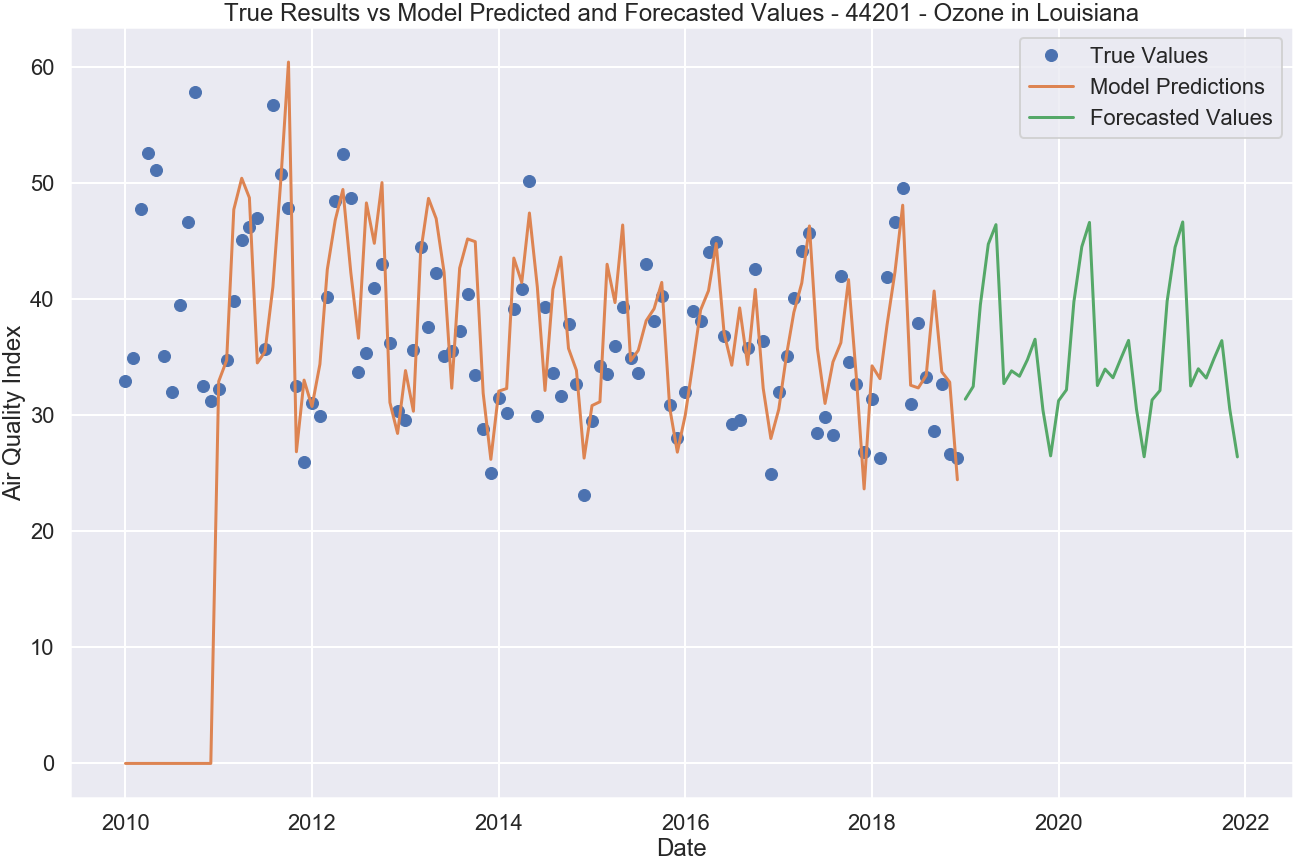 True Results vs Model Predicted and Forecasted Values - 44201 - Ozone in Louisiana
True Values
Model Predictions
Forecasted Values
Air Quality Index
60
50
40
30
20
10
0
2010 2012 2014 2016 2018 2020 2022
Date